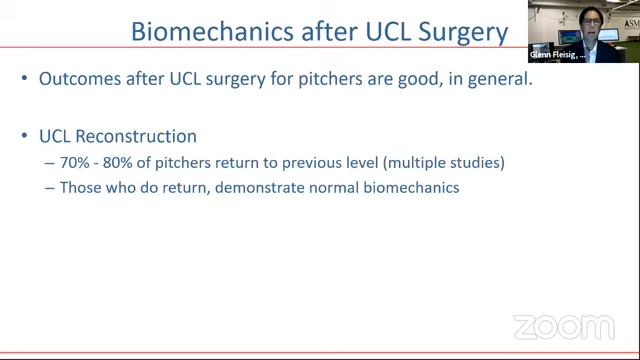 Biomechanics after UCL Surgery
ASM
Glenn Fleisig, ...
• Outcomes after UCL surgery for pitchers are good, in general.
• UCL Reconstruction
– 70% - 80% of pitchers return to previous level (multiple studies)
– Those who do return, demonstrate normal biomechanics
zoom